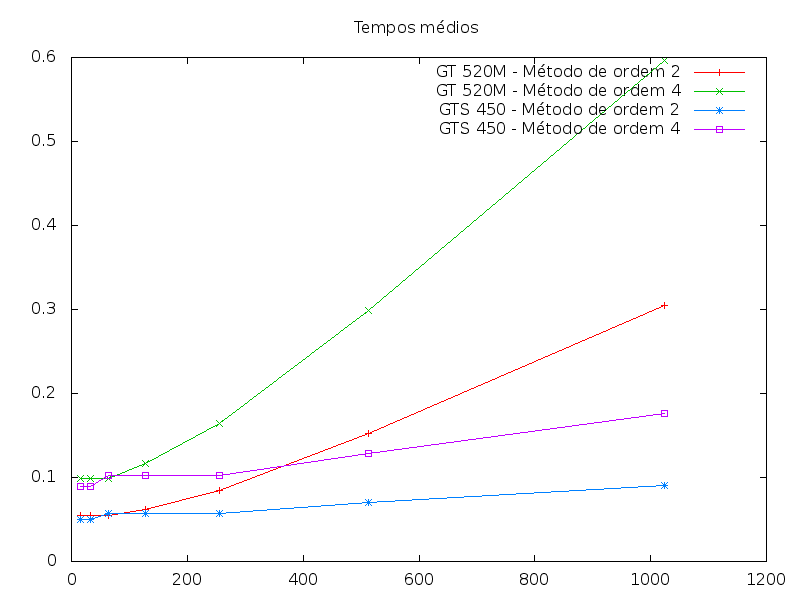 Tempos médios
GT 520M - Método de ordem 2
GT 520M - Método de ordem 4
GTS 450 - Método de ordem 2
GTS 450 - Método de ordem 4
0.6
0.5
0.4
0.3
0.2
0.1
0
0 200 400 600 800 1000 1200